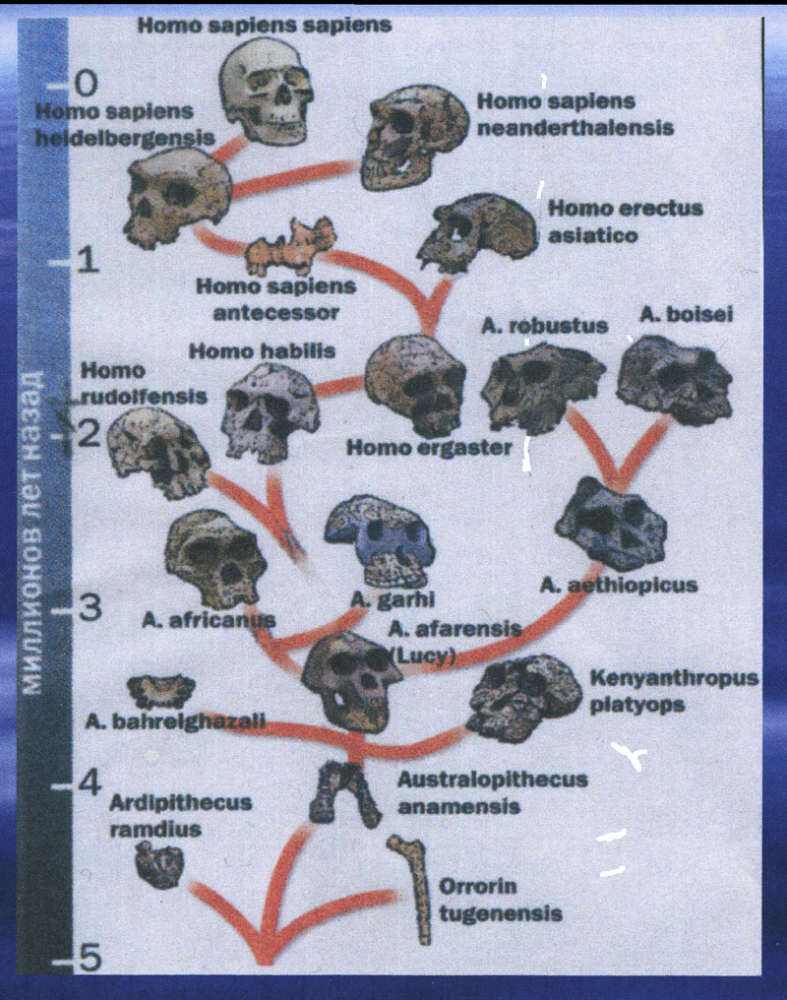 Homo sapiens sapiens
0
Homo sapiens
heidelbergensis
Homo sapiens
neanderthalensis
Homo erectus
asiatico
1
Homo sapiens
antecessor
A. robustus
A. boisei
Homo habilis
Homo
rudolfensis
2
Homo ergaster
миллионов лет назад
A. aethiopicus
A. garhi
3
A. africanus
A. afarensis
(Lucy)
Kenyanthropus
platyops
A. bahrelghazali
4
Australopithecus
anamensis
Ardipithecus
ramdius
Orrorin
tugenensis
5